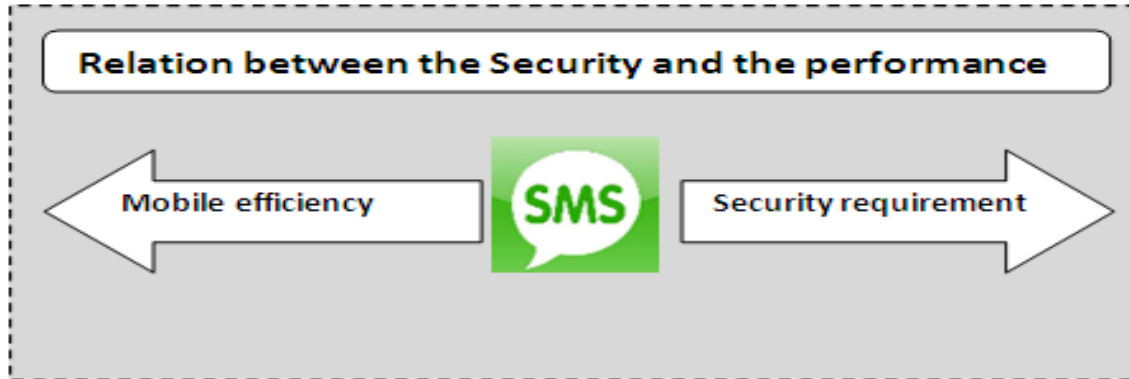 Relation between the Security and the performance
Mobile efficiency
SMS
Security requirement